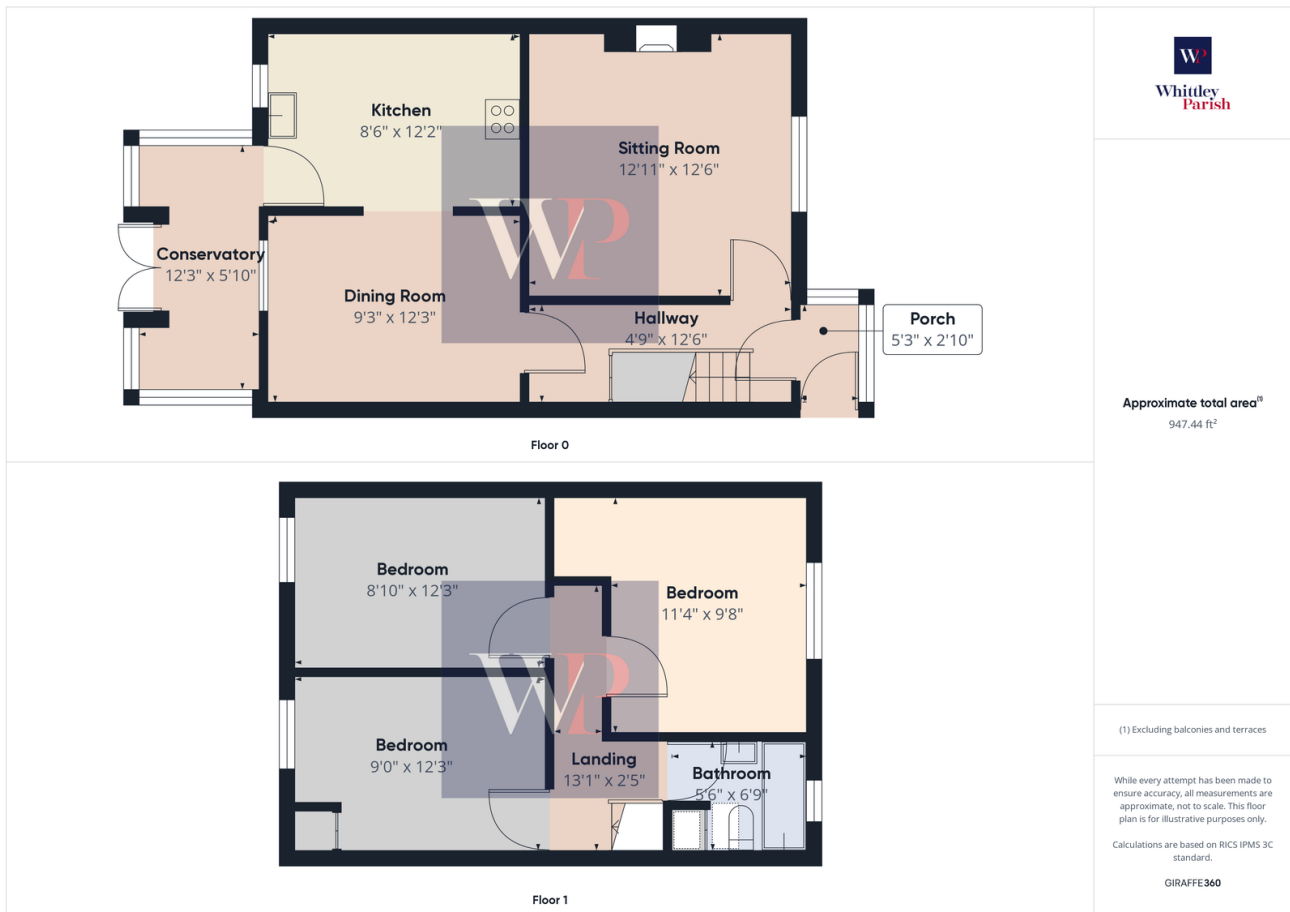 Kitchen
8'6" x 12'2"
Sitting Room
12'11" x 12'6"
Conservatory
12'3" x 5'10"
Dining Room
9'3" x 12'3"
Hallway
4'9" x 12'6"
Porch
5'3" x 2'10"
WP
Floor 0
Bedroom
8'10" x 12'3"
Bedroom
11'4" x 9'8"
Bedroom
9'0" x 12'3"
Landing
13'1" x 2'5"
Bathroom
5'6" x 6'9"
WP
Floor 1
WP
Whittley
Parish
Approximate total area⁽¹⁾
947.44 ft²
(1) Excluding balconies and terraces
While every attempt has been made to
ensure accuracy, all measurements are
approximate, not to scale. This floor
plan is for illustrative purposes only.
Calculations are based on RICS IPMS 3C
standard.
GIRAFFE360